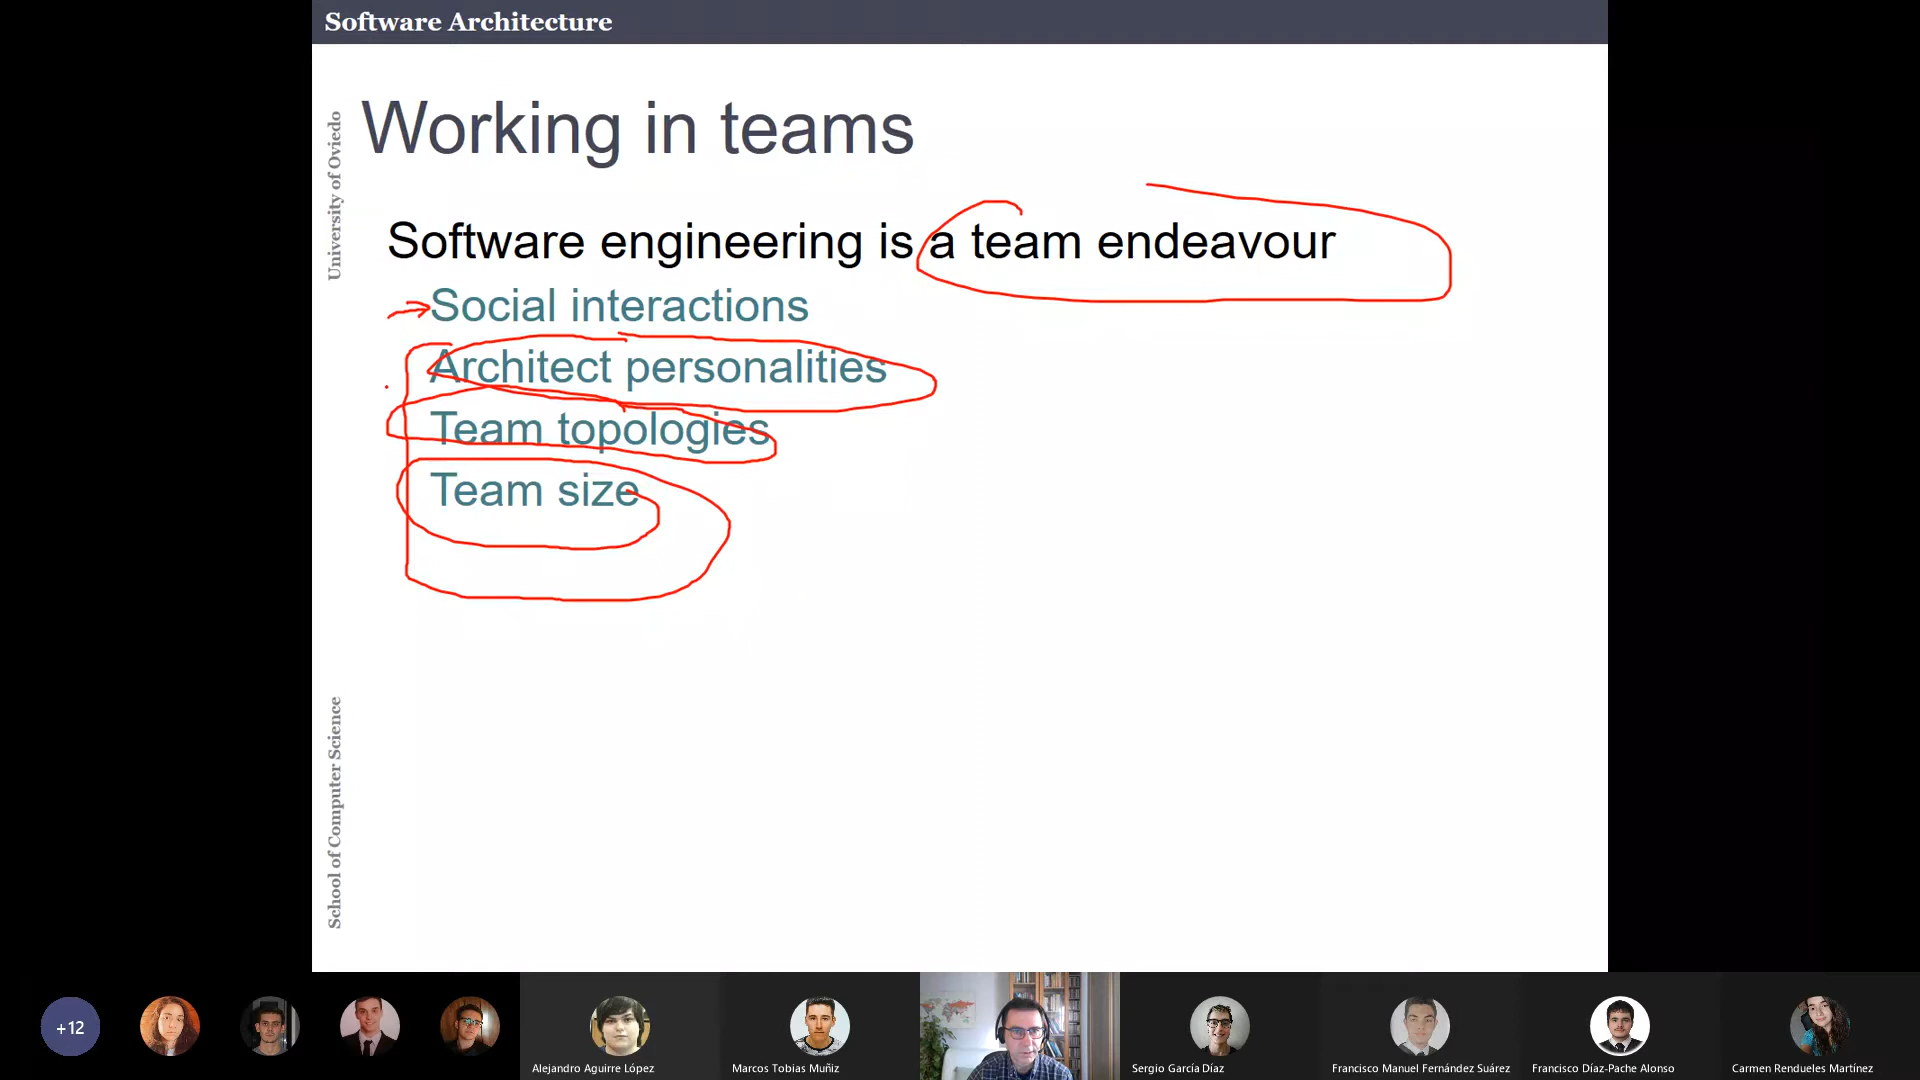 Software Architecture
University of Oviedo
Working in teams
Software engineering is a team endeavour
Social interactions
Architect personalities
Team topologies
Team size
School of Computer Science
+12
Alejandro Aguirre López
Marcos Tobias Muñiz
Sergio García Díaz
Francisco Manuel Fernández Suárez
Francisco Díaz-Pache Alonso
Carmen Rendueles Martínez